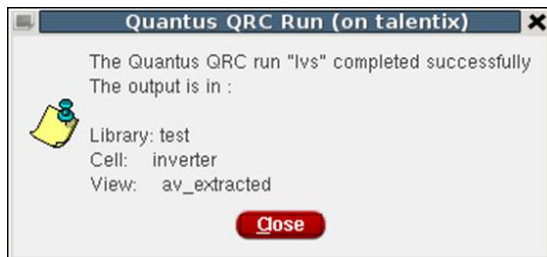 Quantus QRC Run (on talentix)
The Quantus QRC run "lvs" completed successfully
The output is in :
Library: test
Cell: inverter
View: av_extracted
Close